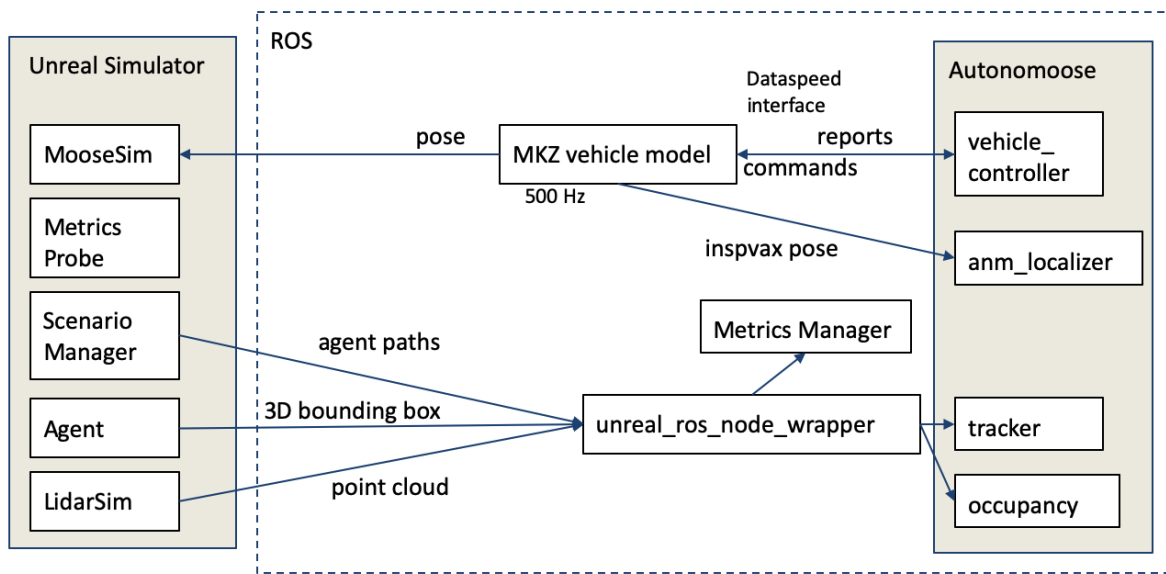 ROS
Unreal Simulator
MooseSim
Metrics
Probe
Scenario
Manager
Agent
LidarSim
pose
MKZ vehicle model
500 Hz
Dataspeed
interface
reports
commands
inspvax pose
agent paths
3D bounding box
point cloud
Metrics Manager
unreal_ros_node_wrapper
Autonomoose
vehicle_
controller
anm_localizer
tracker
occupancy